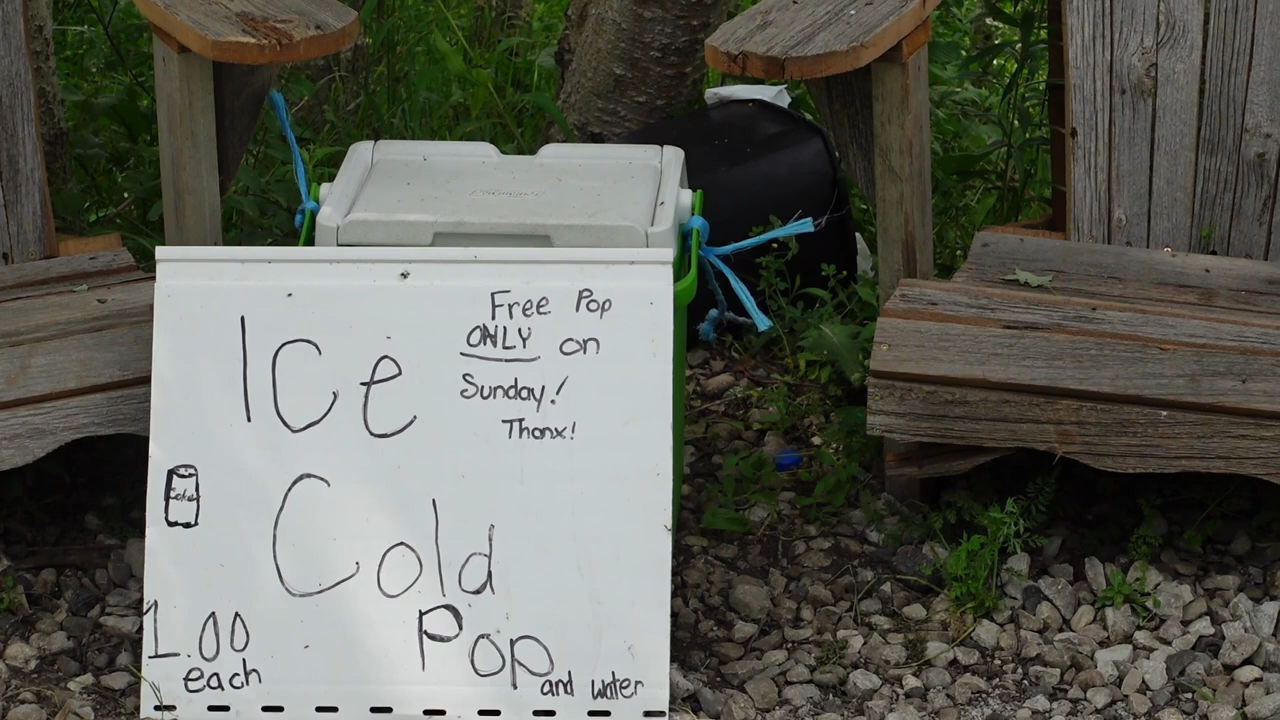 Free Pop
ONLY on
Sunday!
Thanx!
Ice
Cold
Pop
and water
Coke
1.00
each